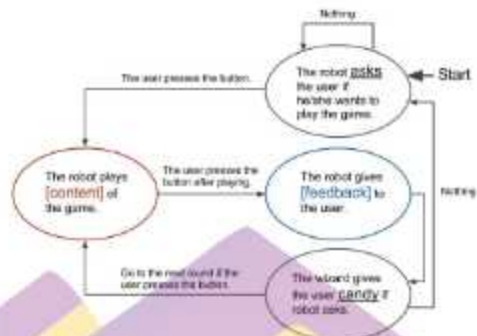 Nothing
The robot asks
the user if
he/she wants to
play the game.
Start
The user presses the button.
The robot plays
[content] of
the game.
The user presses the
button after playing.
The robot gives
[feedback] to
the user.
Nothing
Go to the next round if the
user presses the button.
The wizard gives
the user candy if
robot asks.